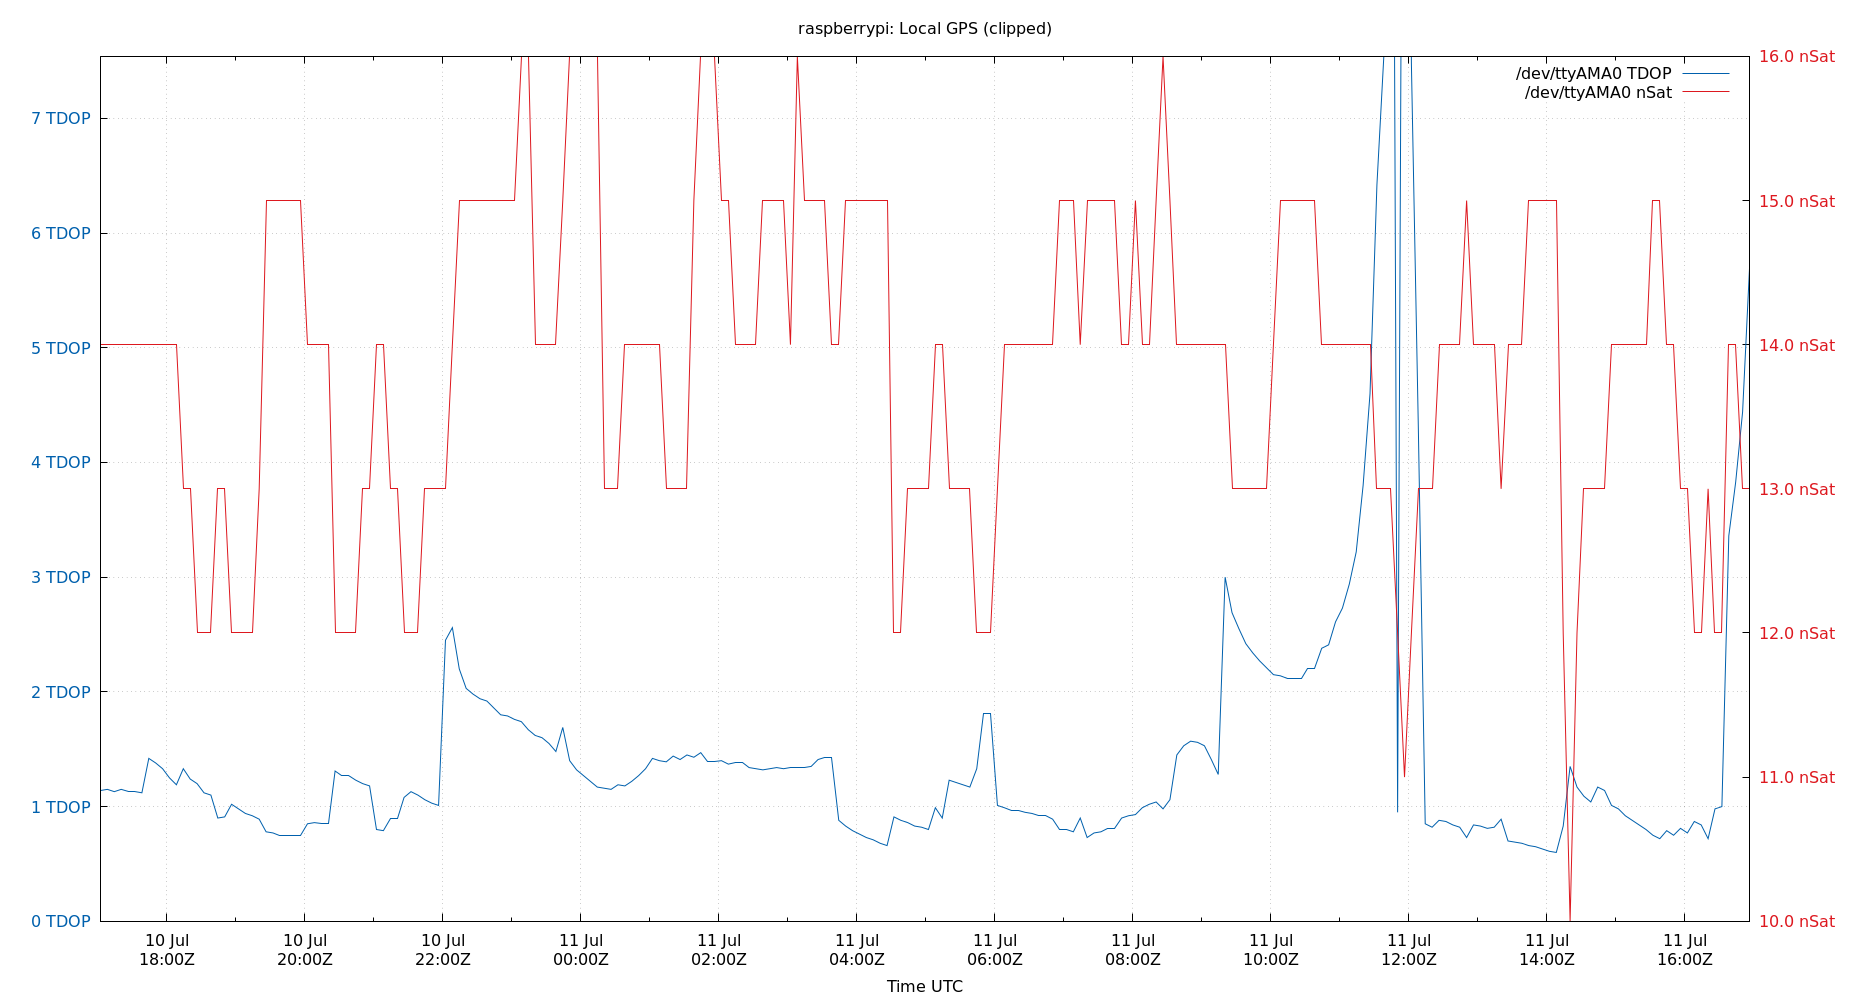 raspberrypi: Local GPS (clipped)
/dev/ttyAMA0 TDOP
/dev/ttyAMA0 nSat
7 TDOP
6 TDOP
5 TDOP
4 TDOP
3 TDOP
2 TDOP
1 TDOP
0 TDOP
16.0 nSat
15.0 nSat
14.0 nSat
13.0 nSat
12.0 nSat
11.0 nSat
10.0 nSat
10 Jul
18:00Z
10 Jul
20:00Z
10 Jul
22:00Z
11 Jul
00:00Z
11 Jul
02:00Z
11 Jul
04:00Z
11 Jul
06:00Z
11 Jul
08:00Z
11 Jul
10:00Z
11 Jul
12:00Z
11 Jul
14:00Z
11 Jul
16:00Z
Time UTC